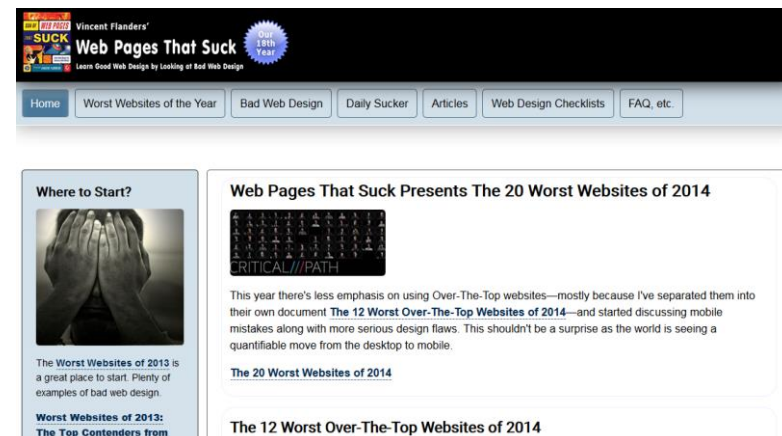 WEB PAGES
SUCK
Vincent Flanders'
Web Pages That Suck
Learn Good Web Design by Looking at Bad Web Design
Our
18th
Year
Home
Worst Websites of the Year
Bad Web Design
Daily Sucker
Articles
Web Design Checklists
FAQ, etc.
Where to Start?
The Worst Websites of 2013 is
a great place to start. Plenty of
examples of bad web design.
Worst Websites of 2013:
The Top Contenders from
Web Pages That Suck Presents The 20 Worst Websites of 2014
CRITICAL///PATH
This year there's less emphasis on using Over-The-Top websites—mostly because I've separated them into
their own document The 12 Worst Over-The-Top Websites of 2014—and started discussing mobile
mistakes along with more serious design flaws. This shouldn't be a surprise as the world is seeing a
quantifiable move from the desktop to mobile.
The 20 Worst Websites of 2014
The 12 Worst Over-The-Top Websites of 2014